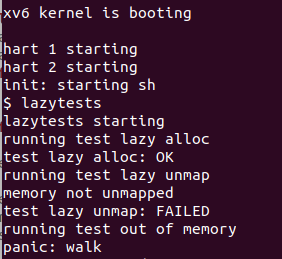 xv6 kernel is booting
hart 1 starting
hart 2 starting
init: starting sh
$ lazytests
lazytests starting
running test lazy alloc
test lazy alloc: OK
running test lazy unmap
memory not unmapped
test lazy unmap: FAILED
running test out of memory
panic: walk